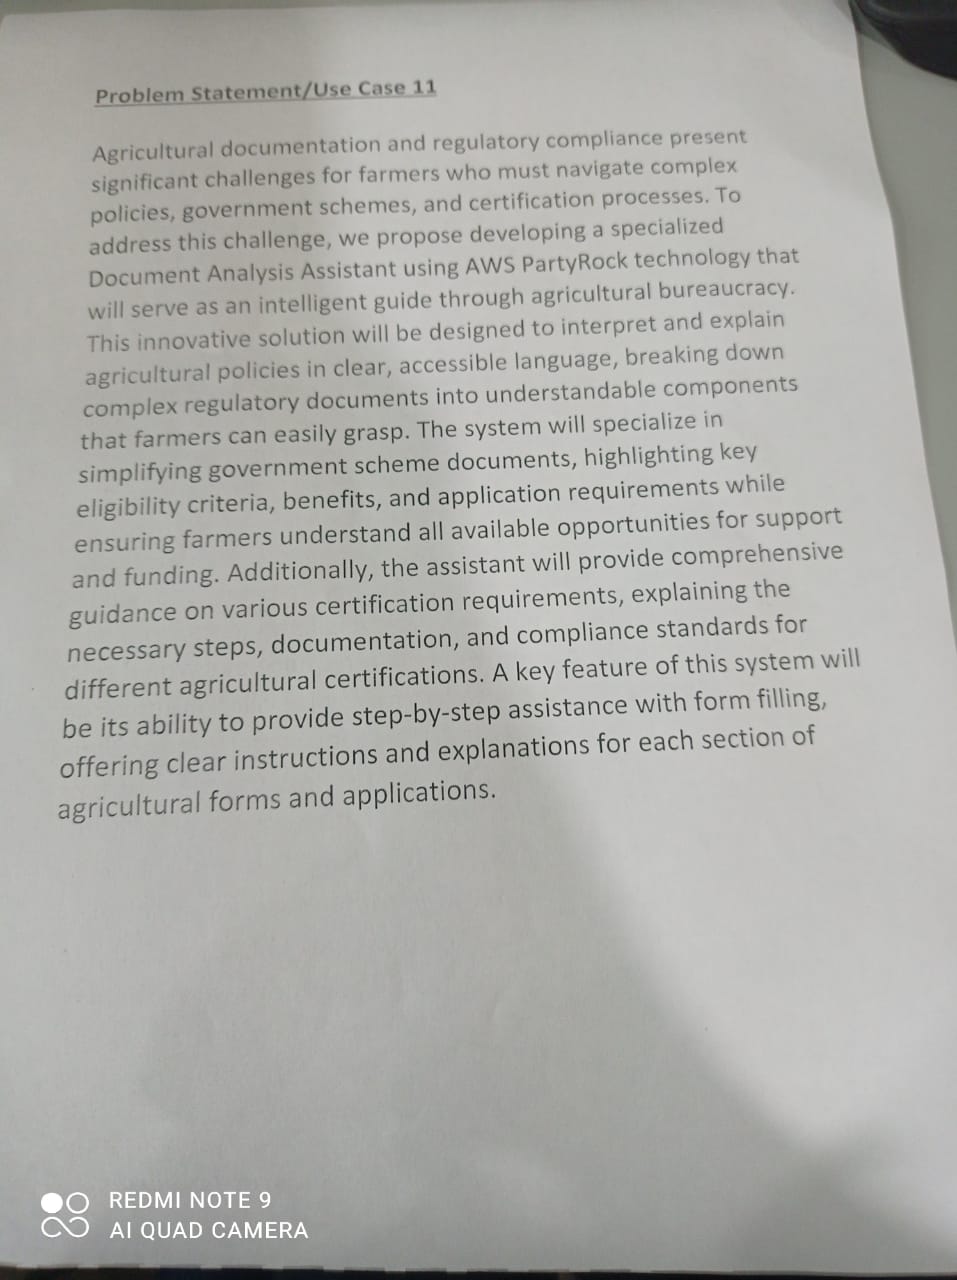 Problem Statement/Use Case 11
Agricultural documentation and regulatory compliance present
significant challenges for farmers who must navigate complex
policies, government schemes, and certification processes. To
address this challenge, we propose developing a specialized
Document Analysis Assistant using AWS PartyRock technology that
will serve as an intelligent guide through agricultural bureaucracy.
This innovative solution will be designed to interpret and explain
agricultural policies in clear, accessible language, breaking down
complex regulatory documents into understandable components
that farmers can easily grasp. The system will specialize in
simplifying government scheme documents, highlighting key
eligibility criteria, benefits, and application requirements while
ensuring farmers understand all available opportunities for support
and funding. Additionally, the assistant will provide comprehensive
guidance on various certification requirements, explaining the
necessary steps, documentation, and compliance standards for
different agricultural certifications. A key feature of this system will
be its ability to provide step-by-step assistance with form filling,
offering clear instructions and explanations for each section of
agricultural forms and applications.
REDMI NOTE 9
AI QUAD CAMERA